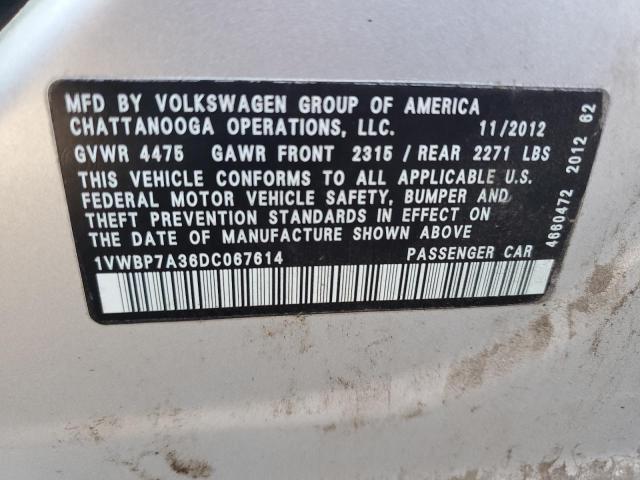 MFD BY VOLKSWAGEN GROUP OF AMERICA
CHATTANOOGA OPERATIONS, LLC. 11/2012
GVWR 4475 GAWR FRONT 2315 / REAR 2271 LBS
THIS VEHICLE CONFORMS TO ALL APPLICABLE U.S.
FEDERAL MOTOR VEHICLE SAFETY, BUMPER AND
THEFT PREVENTION STANDARDS IN EFFECT ON
THE DATE OF MANUFACTURE SHOWN ABOVE
1VWBP7A36DC067614 PASSENGER CAR
4660472 2012 62